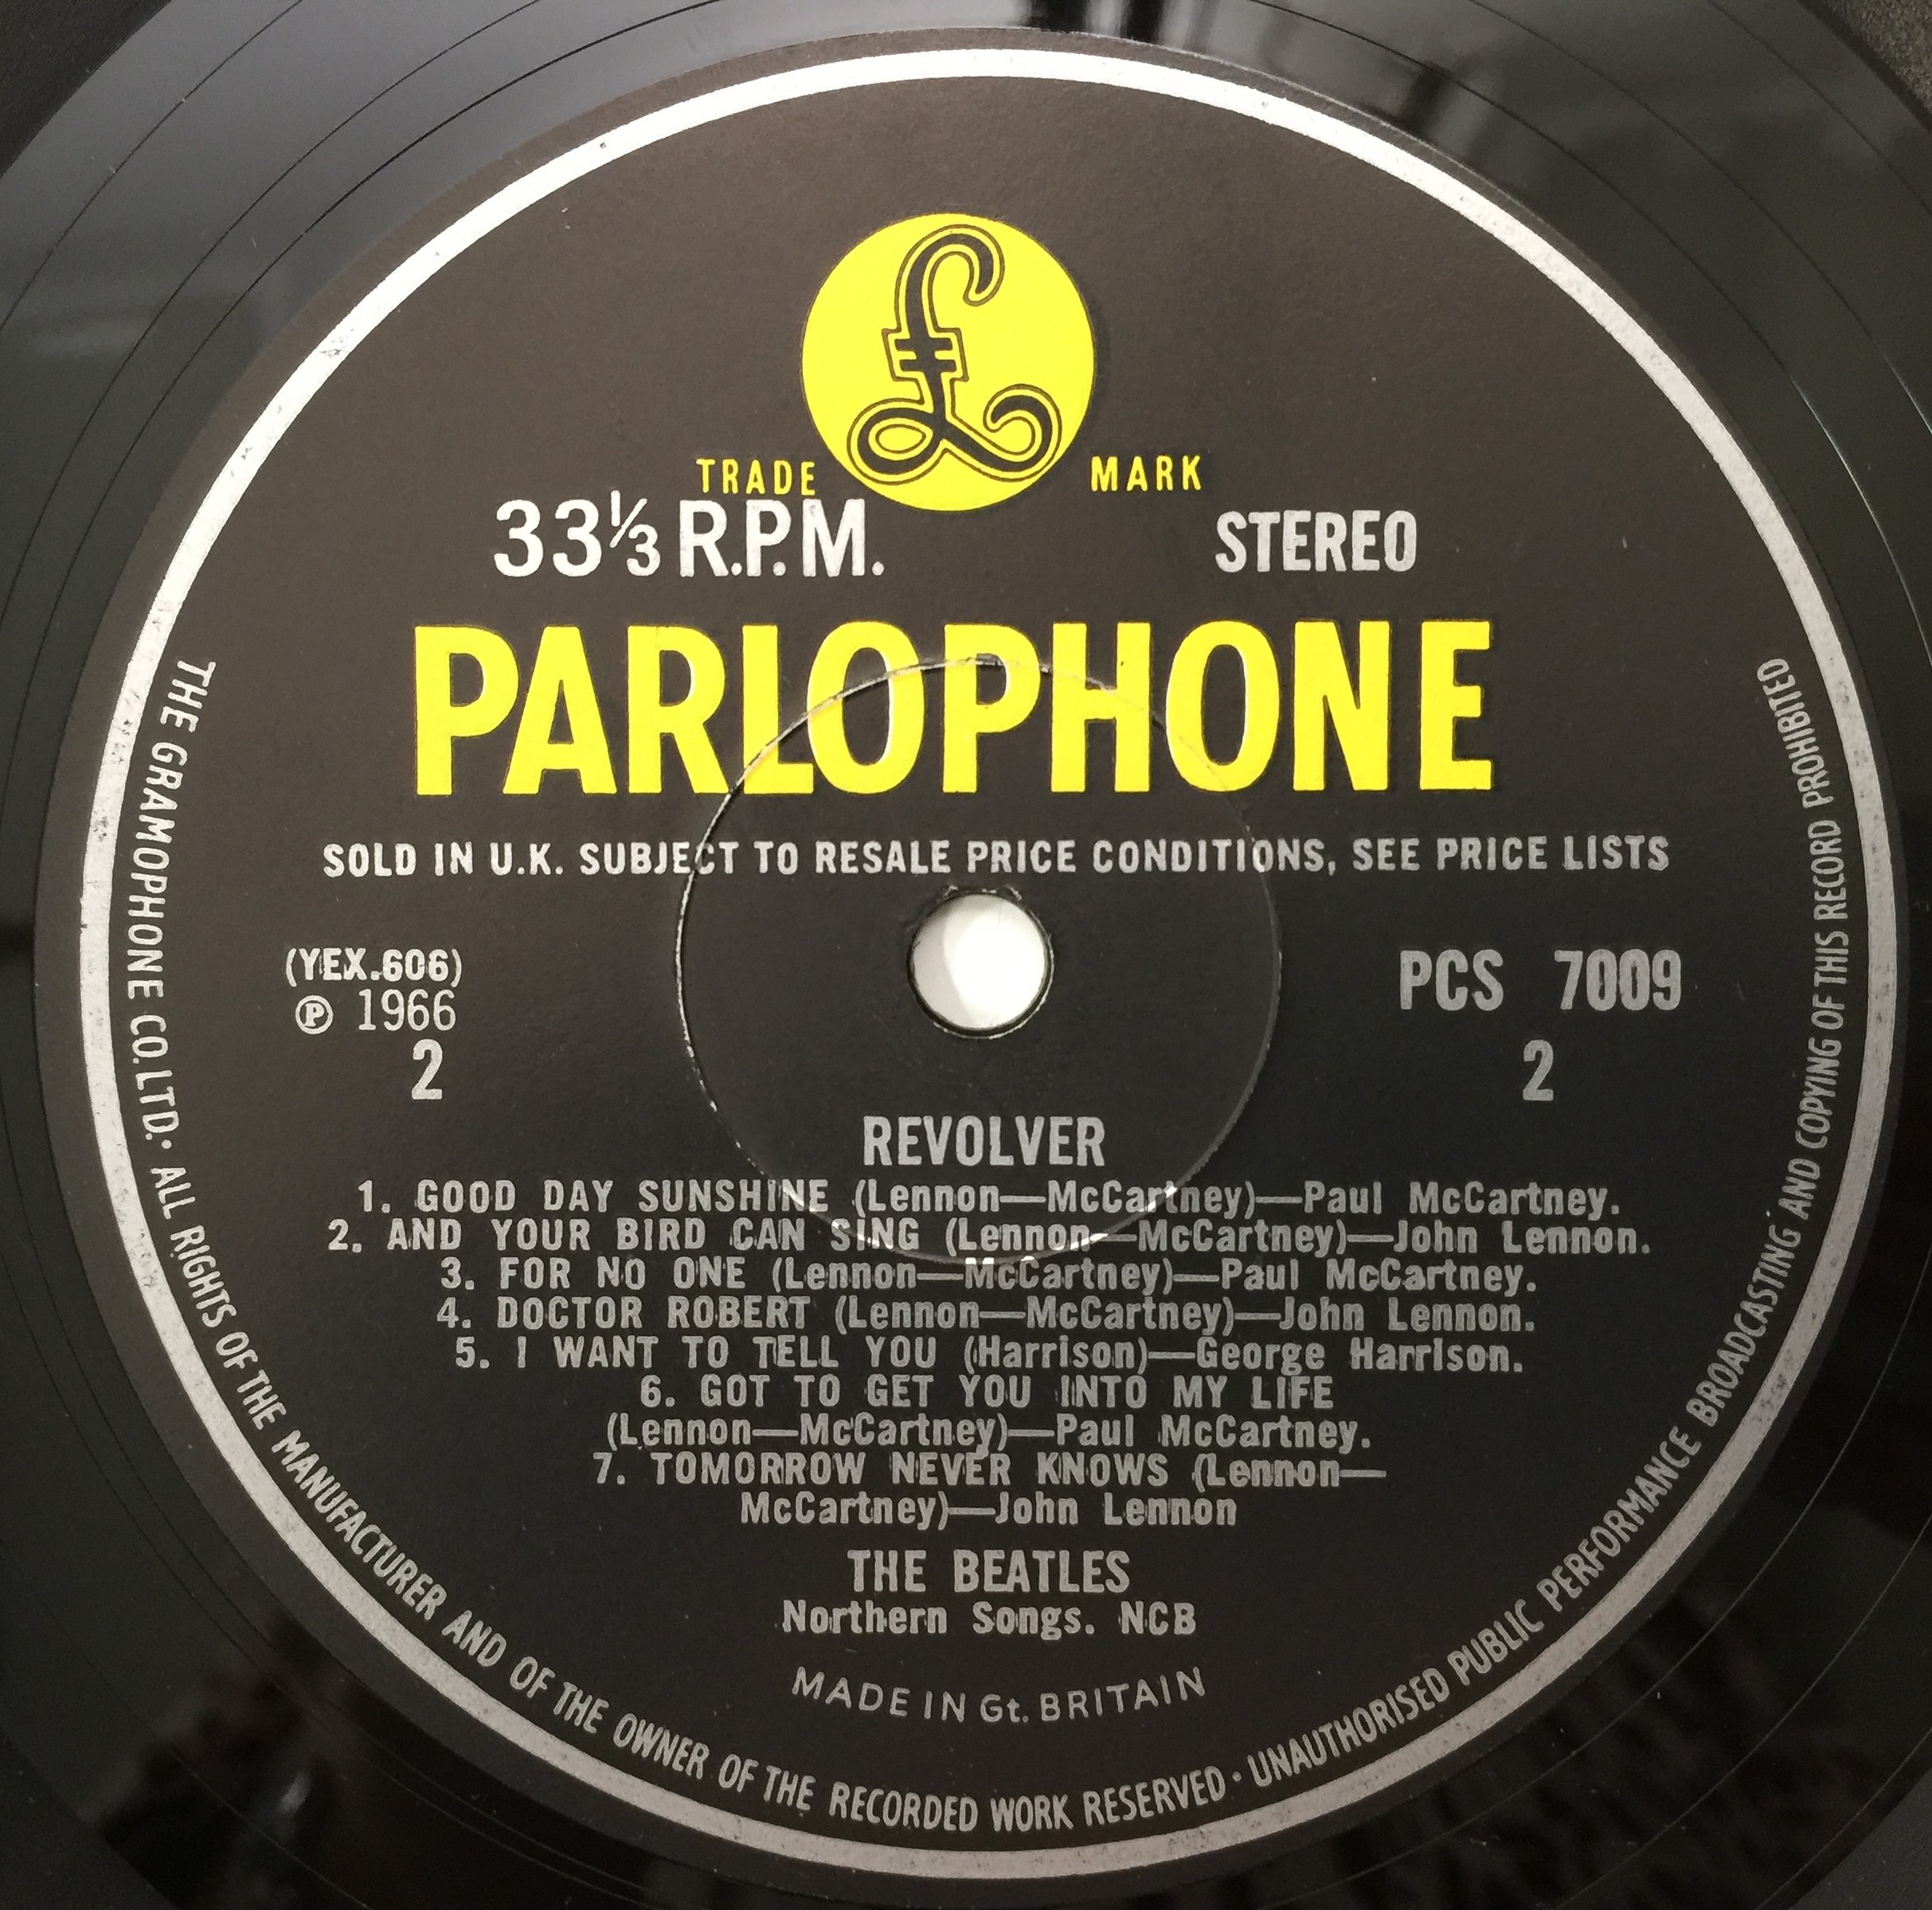 £
TRADE MARK
33⅓ R.P.M. STEREO
PARLOPHONE
SOLD IN U.K. SUBJECT TO RESALE PRICE CONDITIONS, SEE PRICE LISTS
(YEX.606) PCS 7009
℗ 1966
2 2
REVOLVER
1. GOOD DAY SUNSHINE (Lennon—McCartney)—Paul McCartney.
2. AND YOUR BIRD CAN SING (Lennon—McCartney)—John Lennon.
3. FOR NO ONE (Lennon—McCartney)—Paul McCartney.
4. DOCTOR ROBERT (Lennon—McCartney)—John Lennon.
5. I WANT TO TELL YOU (Harrison)—George Harrison.
6. GOT TO GET YOU INTO MY LIFE
(Lennon—McCartney)—Paul McCartney.
7. TOMORROW NEVER KNOWS (Lennon—
McCartney)—John Lennon
THE BEATLES
Northern Songs. NCB
MADE IN Gt. BRITAIN
THE GRAMOPHONE CO. LTD. · ALL RIGHTS OF THE MANUFACTURER AND OF THE OWNER OF THE RECORDED WORK RESERVED · UNAUTHORISED PUBLIC PERFORMANCE BROADCASTING AND COPYING OF THIS RECORD PROHIBITED